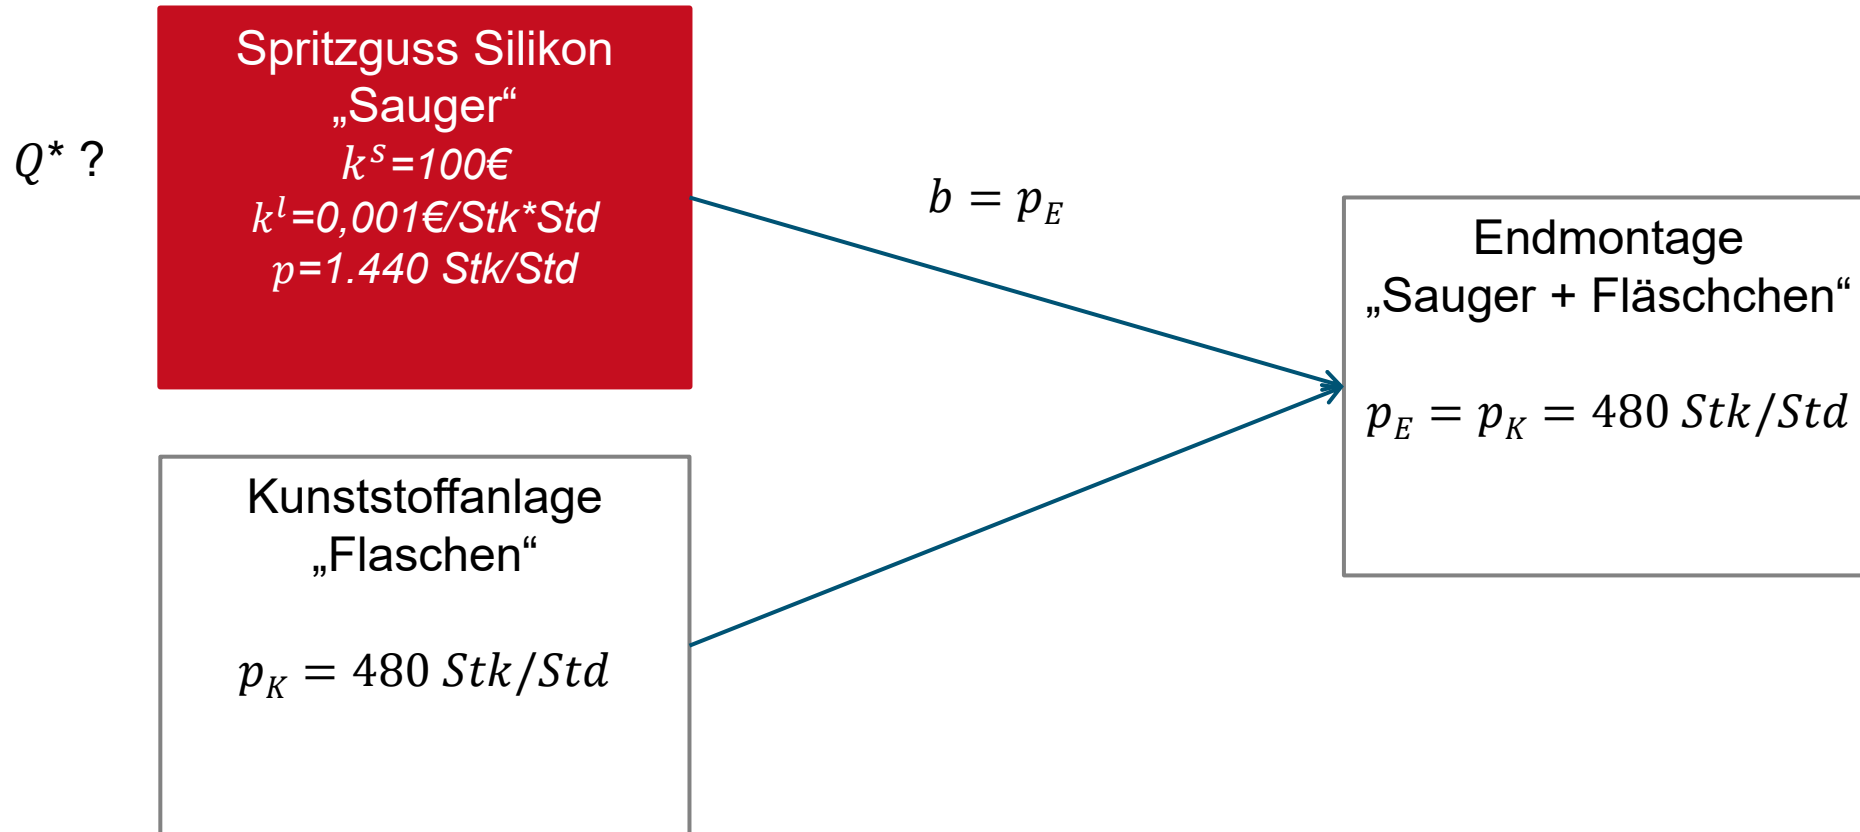 Q* ?
Spritzguss Silikon
„Sauger“
k^s=100€
k^l=0,001€/Stk*Std
p=1.440 Stk/Std
b = p_E
Endmontage
„Sauger + Fläschchen“
p_E = p_K = 480 Stk/Std
Kunststoffanlage
„Flaschen“
p_K = 480 Stk/Std